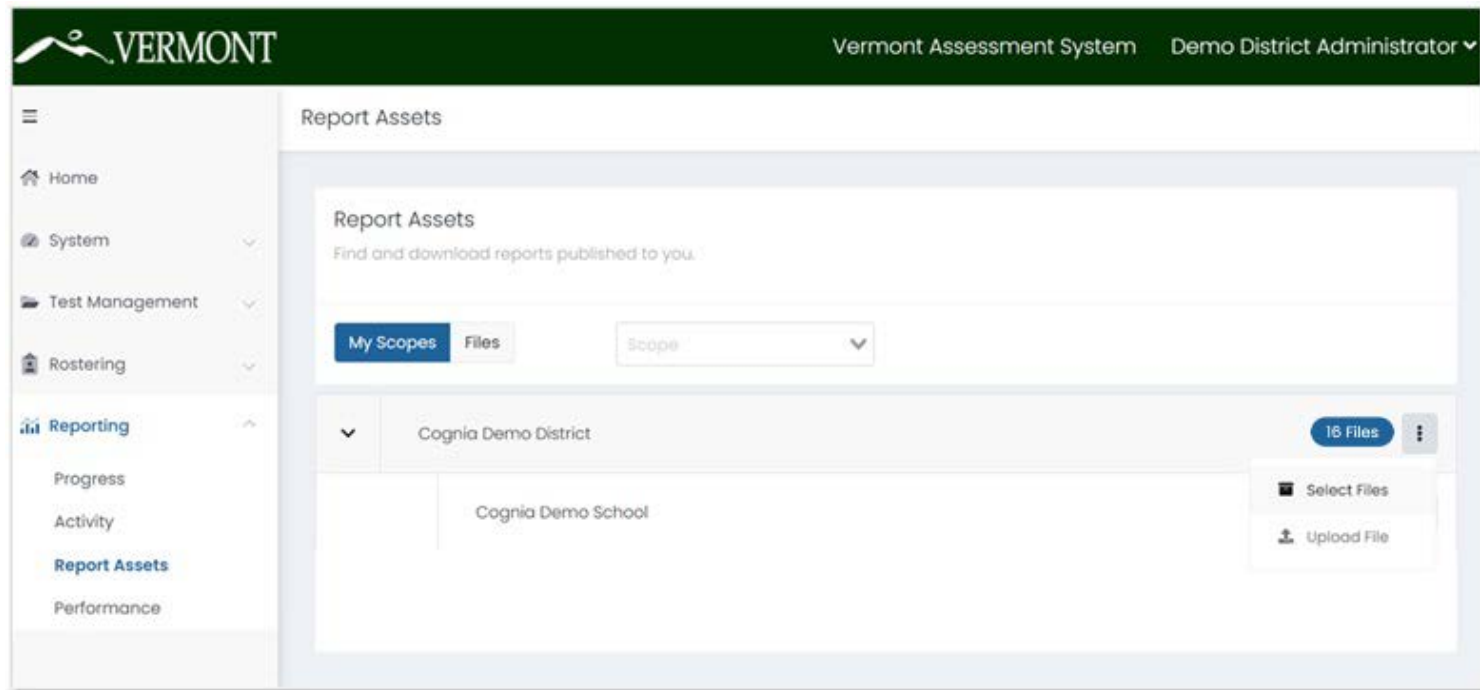 VERMONT
Vermont Assessment System Demo District Administrator
Report Assets
Home
System
Test Management
Rostering
Reporting
Progress
Activity
Report Assets
Performance
Report Assets
Find and download reports published to you.
My Scopes Files Scope
Cognia Demo District 16 Files
Select Files
Cognia Demo School
Upload File